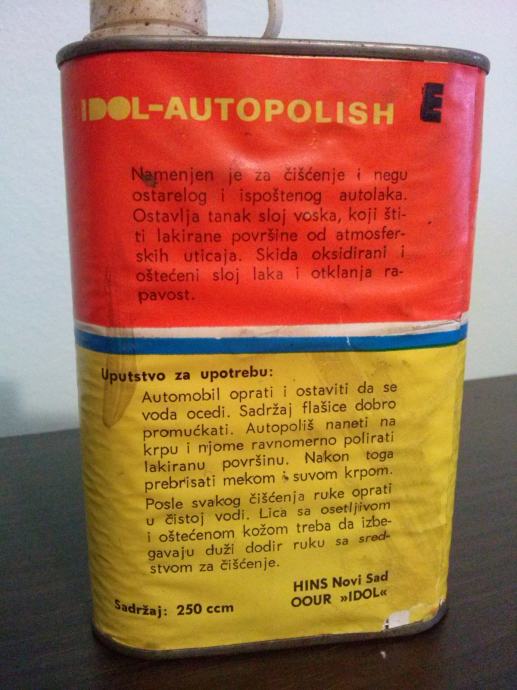 IDOL-AUTOPOLISH E
Namenjen je za čišćenje i negu
ostarelog i ispoštenog autolaka.
Ostavlja tanak sloj voska, koji šti-
ti lakirane površine od atmosfer-
skih uticaja. Skida oksidirani i
oštećeni sloj laka i otklanja ra-
pavost.
Uputstvo za upotrebu:
Automobil oprati i ostaviti da se
voda ocedi. Sadržaj flašice dobro
promućkati. Autopoliš naneti na
krpu i njome ravnomerno polirati
lakiranu površinu. Nakon toga
prebrisati mekom i suvom krpom.
Posle svakog čišćenja ruke oprati
u čistoj vodi. Lica sa osetljivom
i oštećenom kožom treba da izbe-
gavaju duži dodir ruku sa sred-
stvom za čišćenje.
HINS Novi Sad
OOUR »IDOL«
Sadržaj: 250 ccm